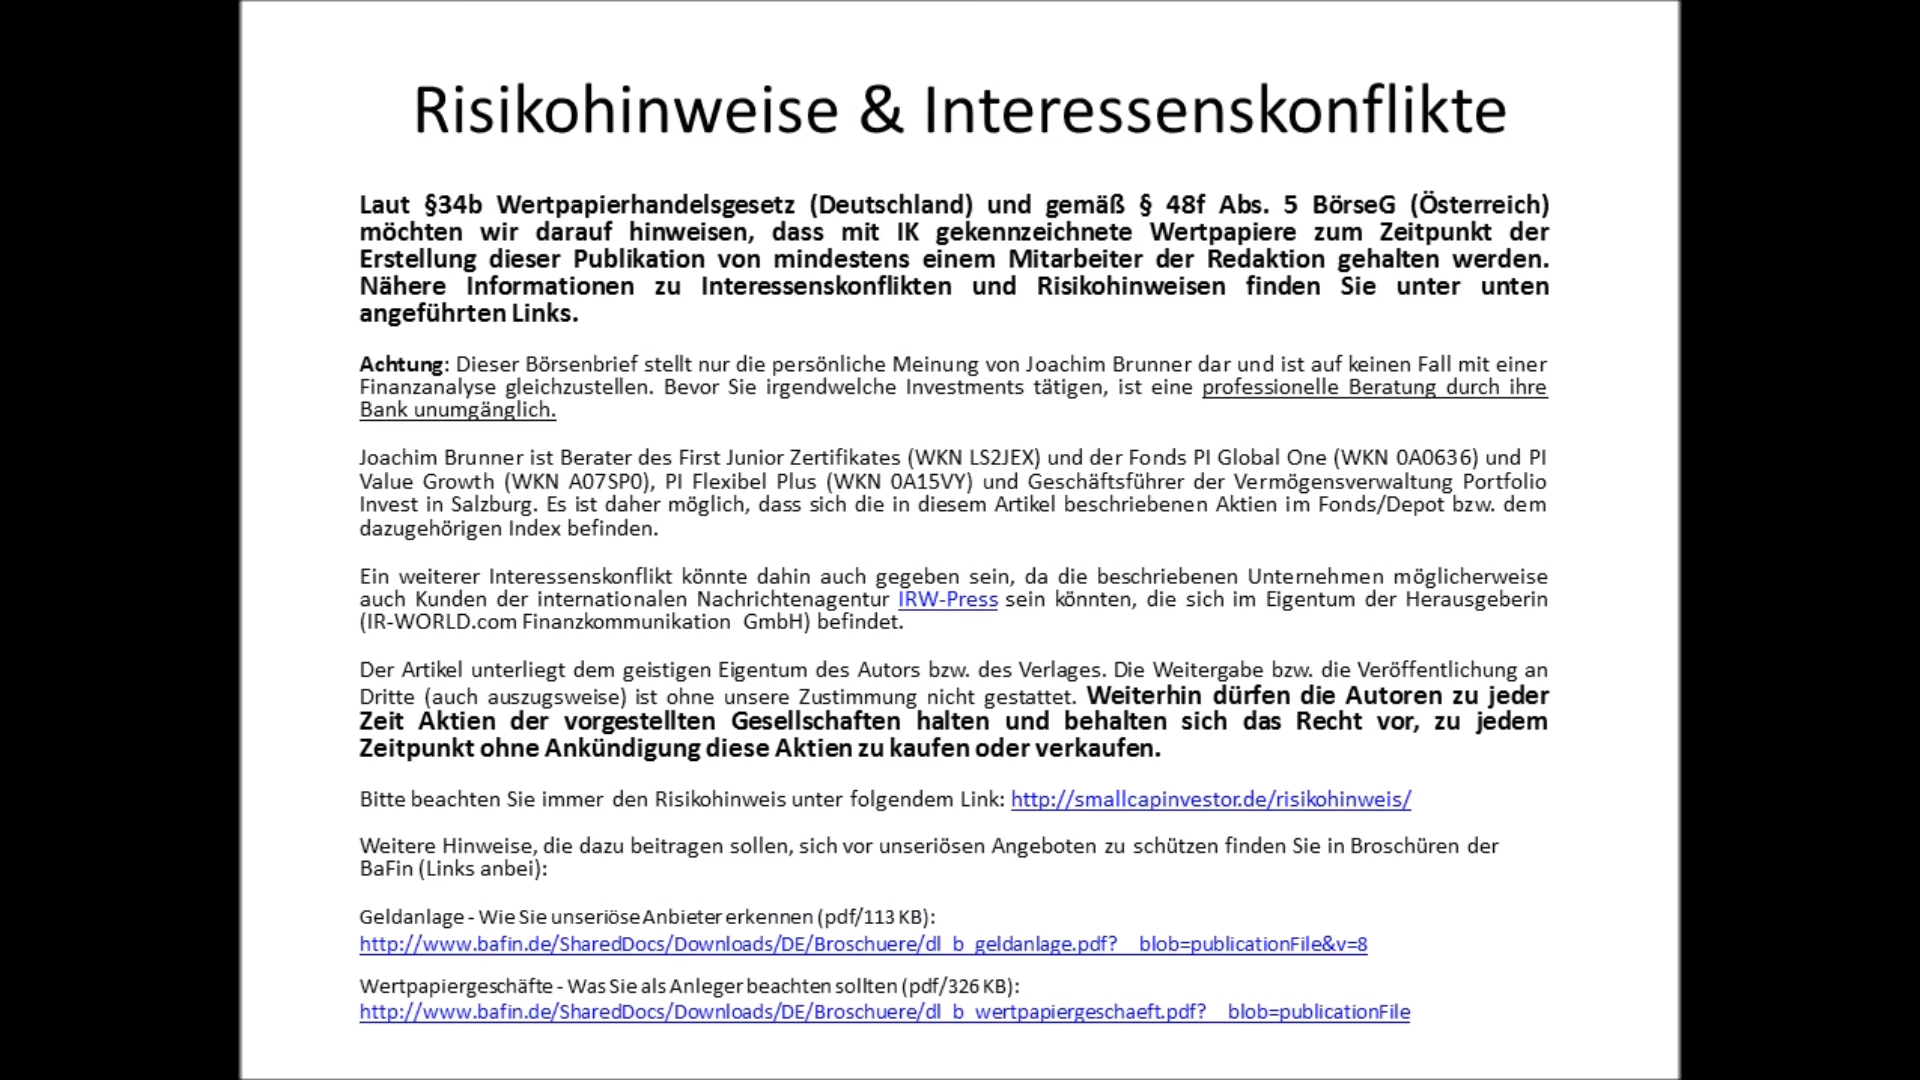 Risikohinweise & Interessenskonflikte
Laut §34b Wertpapierhandelsgesetz (Deutschland) und gemäß § 48f Abs. 5 BörseG (Österreich)
möchten wir darauf hinweisen, dass mit IK gekennzeichnete Wertpapiere zum Zeitpunkt der
Erstellung dieser Publikation von mindestens einem Mitarbeiter der Redaktion gehalten werden.
Nähere Informationen zu Interessenskonflikten und Risikohinweisen finden Sie unter unten
angeführten Links.
Achtung: Dieser Börsenbrief stellt nur die persönliche Meinung von Joachim Brunner dar und ist auf keinen Fall mit einer
Finanzanalyse gleichzustellen. Bevor Sie irgendwelche Investments tätigen, ist eine professionelle Beratung durch ihre
Bank unumgänglich.
Joachim Brunner ist Berater des First Junior Zertifikates (WKN LS2JEX) und der Fonds PI Global One (WKN 0A0636) und PI
Value Growth (WKN A07SP0), PI Flexibel Plus (WKN 0A15VY) und Geschäftsführer der Vermögensverwaltung Portfolio
Invest in Salzburg. Es ist daher möglich, dass sich die in diesem Artikel beschriebenen Aktien im Fonds/Depot bzw. dem
dazugehörigen Index befinden.
Ein weiterer Interessenskonflikt könnte dahin auch gegeben sein, da die beschriebenen Unternehmen möglicherweise
auch Kunden der internationalen Nachrichtenagentur IRW-Press sein könnten, die sich im Eigentum der Herausgeberin
(IR-WORLD.com Finanzkommunikation GmbH) befindet.
Der Artikel unterliegt dem geistigen Eigentum des Autors bzw. des Verlages. Die Weitergabe bzw. die Veröffentlichung an
Dritte (auch auszugsweise) ist ohne unsere Zustimmung nicht gestattet. Weiterhin dürfen die Autoren zu jeder
Zeit Aktien der vorgestellten Gesellschaften halten und behalten sich das Recht vor, zu jedem
Zeitpunkt ohne Ankündigung diese Aktien zu kaufen oder verkaufen.
Bitte beachten Sie immer den Risikohinweis unter folgendem Link: http://smallcapinvestor.de/risikohinweis/
Weitere Hinweise, die dazu beitragen sollen, sich vor unseriösen Angeboten zu schützen finden Sie in Broschüren der
BaFin (Links anbei):
Geldanlage - Wie Sie unseriöse Anbieter erkennen (pdf/113 KB):
http://www.bafin.de/SharedDocs/Downloads/DE/Broschuere/dl_b_geldanlage.pdf?__blob=publicationFile&v=8
Wertpapiergeschäfte - Was Sie als Anleger beachten sollten (pdf/326 KB):
http://www.bafin.de/SharedDocs/Downloads/DE/Broschuere/dl_b_wertpapiergeschaeft.pdf?__blob=publicationFile